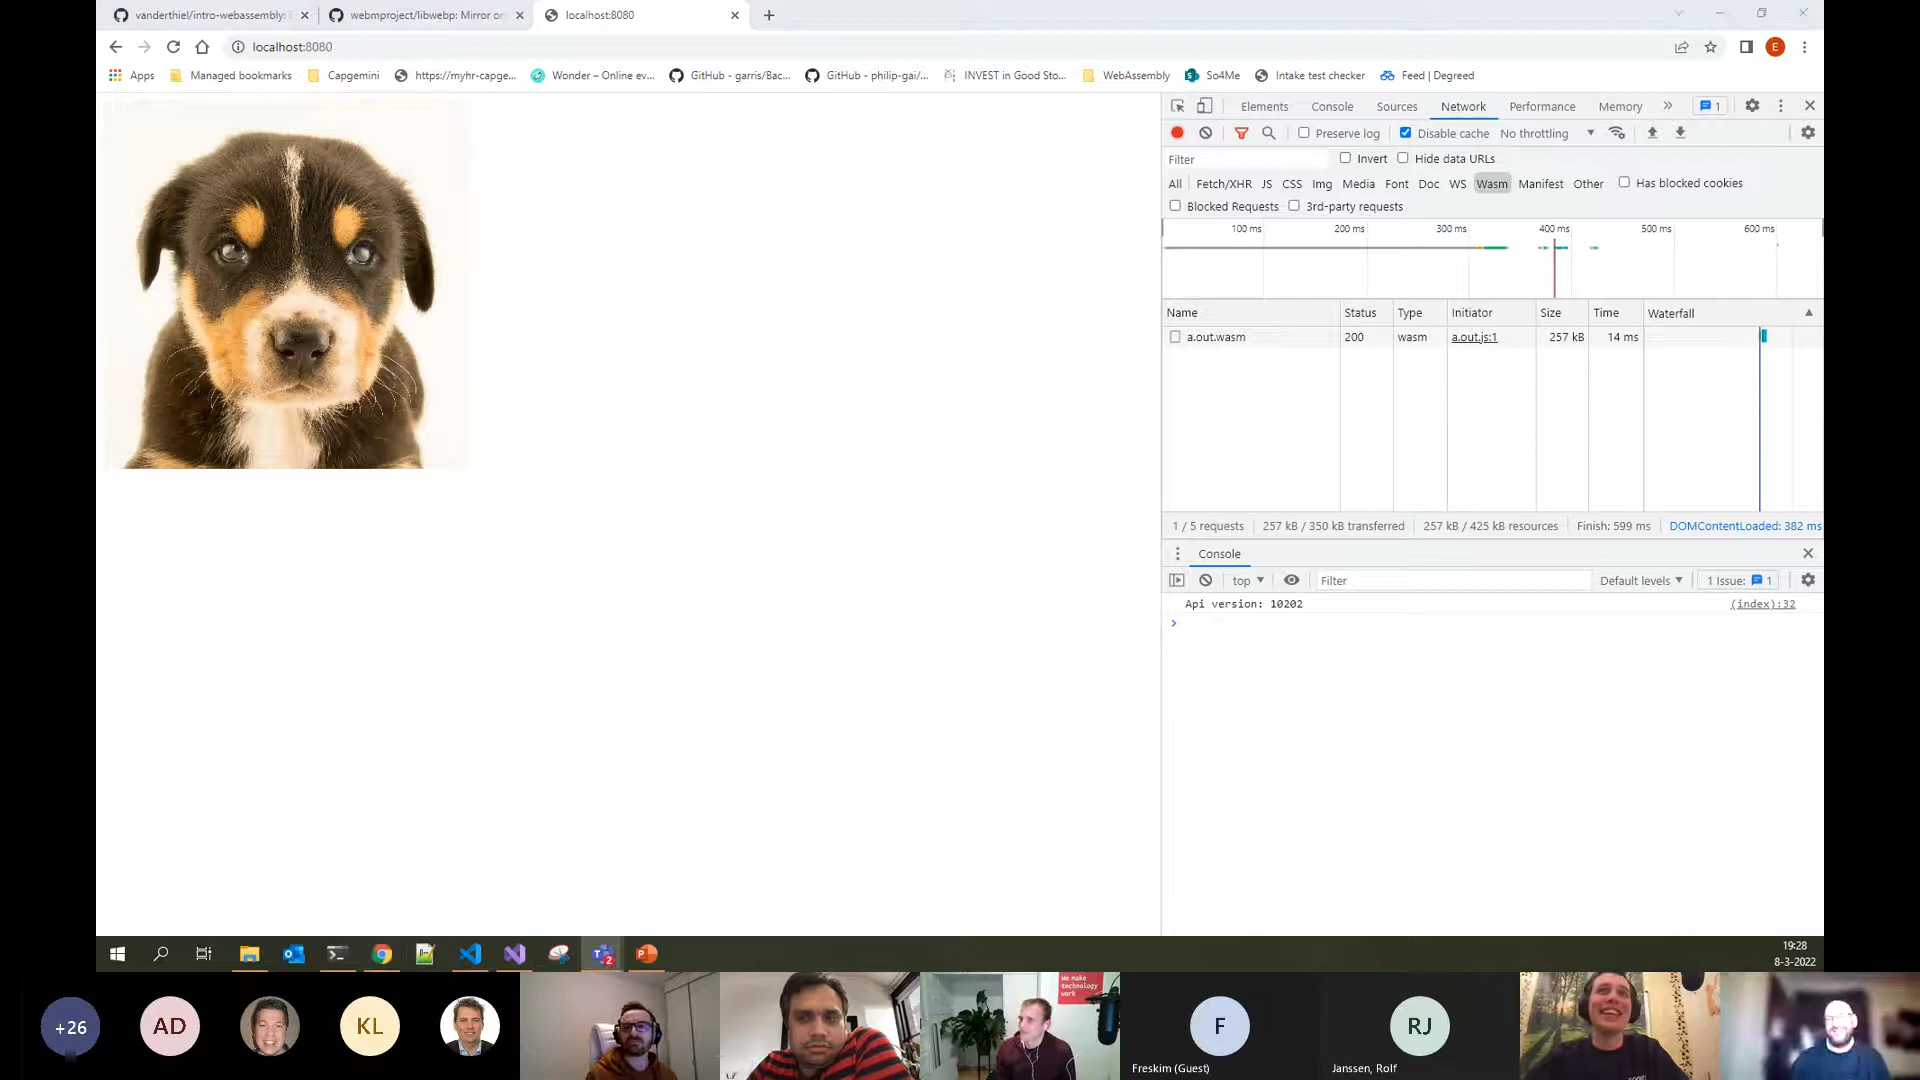 vanderthiel/intro-webassembly:
webmproject/libwebp: Mirror on
localhost:8080
localhost:8080
E
Apps
Managed bookmarks
Capgemini
https://myhr-capge...
Wonder – Online ev...
GitHub - garris/Bac...
GitHub - philip-gai/...
INVEST in Good Sto...
WebAssembly
So4Me
Intake test checker
Feed | Degreed
Elements Console Sources Network Performance Memory » 1
Preserve log Disable cache No throttling
Filter Invert Hide data URLs
All Fetch/XHR JS CSS Img Media Font Doc WS Wasm Manifest Other Has blocked cookies
Blocked Requests 3rd-party requests
100 ms 200 ms 300 ms 400 ms 500 ms 600 ms
Name Status Type Initiator Size Time Waterfall
a.out.wasm 200 wasm a.out.js:1 257 kB 14 ms
1 / 5 requests 257 kB / 350 kB transferred 257 kB / 425 kB resources Finish: 599 ms DOMContentLoaded: 382 ms
Console
top Filter Default levels 1 Issue: 1
Api version: 10202 (index):32
19:28
8-3-2022
+26
AD
KL
We make
technology
work
F
Freskim (Guest)
RJ
Janssen, Rolf